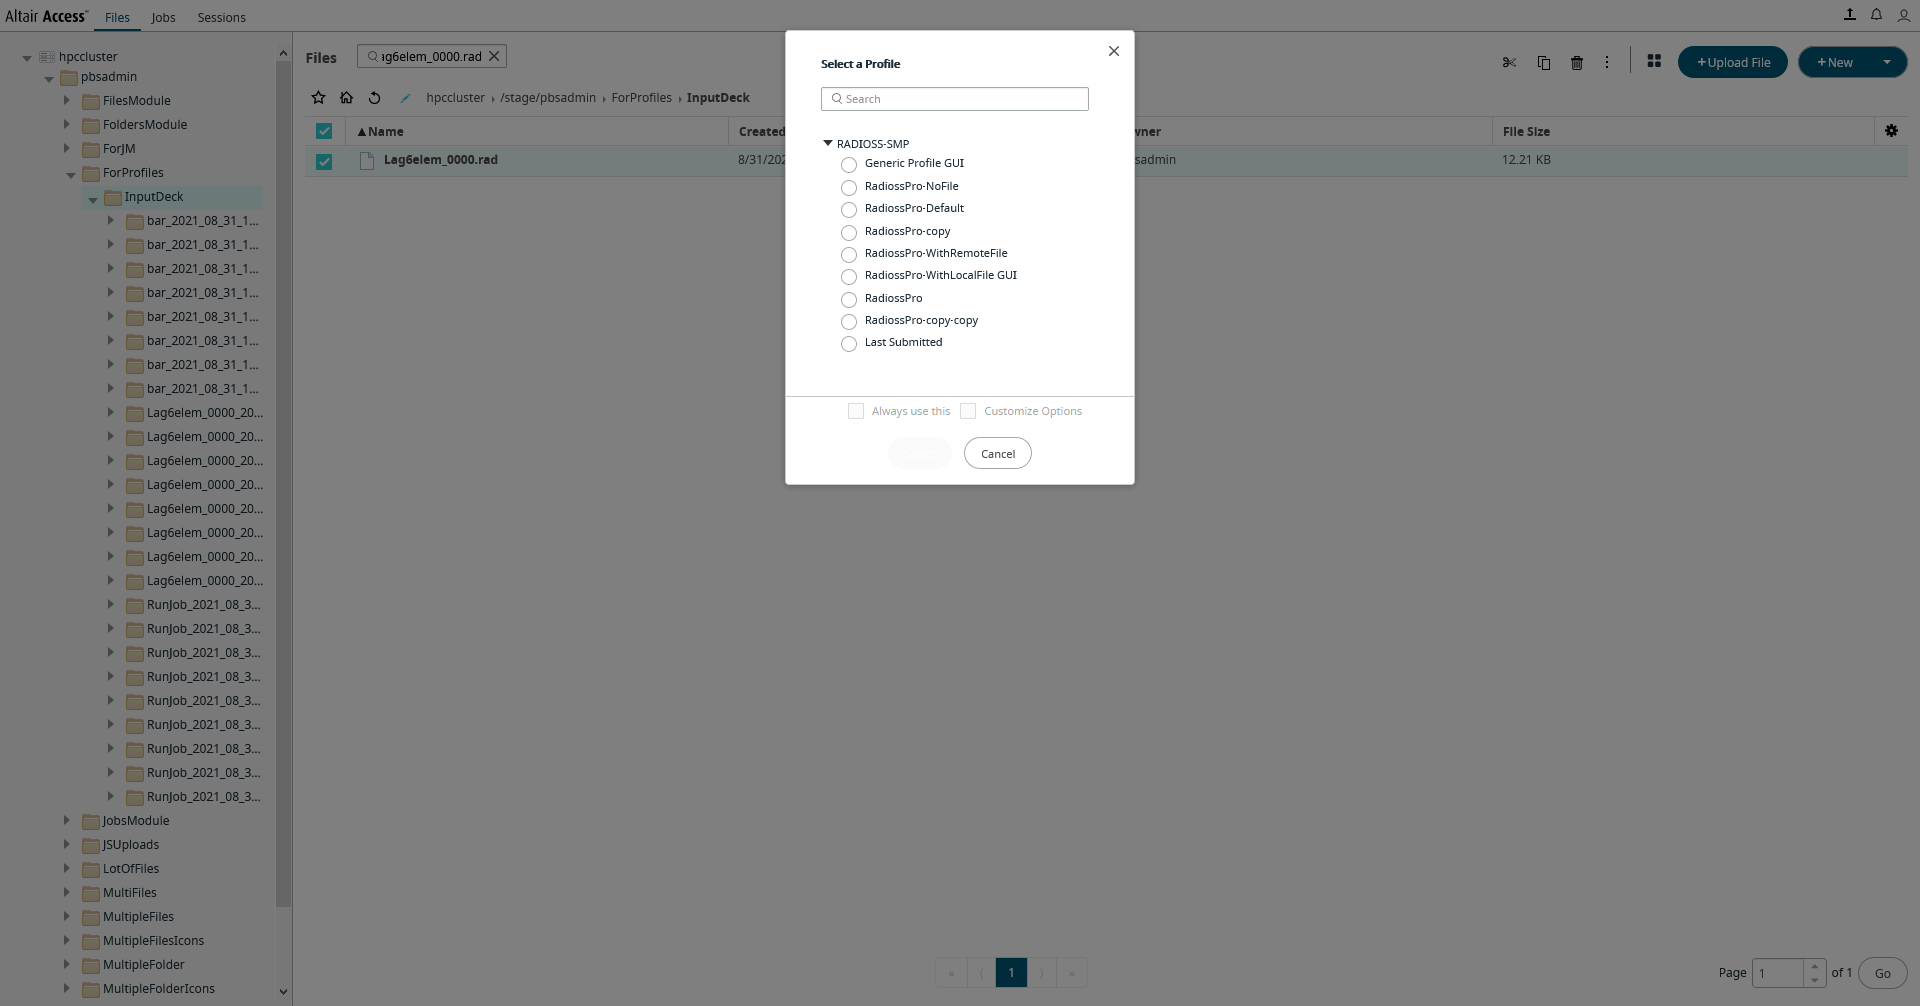 Altair Access™
Files
Jobs
Sessions
hpccluster
pbsadmin
FilesModule
FoldersModule
ForJM
ForProfiles
InputDeck
bar_2021_08_31_1...
bar_2021_08_31_1...
bar_2021_08_31_1...
bar_2021_08_31_1...
bar_2021_08_31_1...
bar_2021_08_31_1...
bar_2021_08_31_1...
bar_2021_08_31_1...
Lag6elem_0000_20...
Lag6elem_0000_20...
Lag6elem_0000_20...
Lag6elem_0000_20...
Lag6elem_0000_20...
Lag6elem_0000_20...
Lag6elem_0000_20...
Lag6elem_0000_20...
RunJob_2021_08_3...
RunJob_2021_08_3...
RunJob_2021_08_3...
RunJob_2021_08_3...
RunJob_2021_08_3...
RunJob_2021_08_3...
RunJob_2021_08_3...
RunJob_2021_08_3...
RunJob_2021_08_3...
JobsModule
JSUploads
LotOfFiles
MultiFiles
MultipleFiles
MultipleFilesIcons
MultipleFolder
MultipleFolderIcons
Files
ag6elem_0000.rad
+Upload File
+New
hpccluster › /stage/pbsadmin › ForProfiles › InputDeck
Name
Created
wner
File Size
Lag6elem_0000.rad
8/31/202
sadmin
12.21 KB
Select a Profile
Search
RADIOSS-SMP
Generic Profile GUI
RadiossPro-NoFile
RadiossPro-Default
RadiossPro-copy
RadiossPro-WithRemoteFile
RadiossPro-WithLocalFile GUI
RadiossPro
RadiossPro-copy-copy
Last Submitted
Always use this
Customize Options
Cancel
« ⟨ 1 ⟩ »
Page 1 of 1 Go